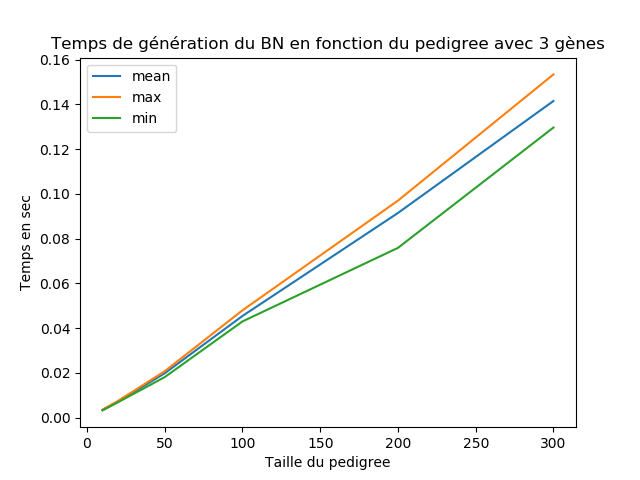 Temps de génération du BN en fonction du pedigree avec 3 gènes
mean
max
min
0.16
0.14
0.12
0.10
0.08
0.06
0.04
0.02
0.00
Temps en sec
0 50 100 150 200 250 300
Taille du pedigree